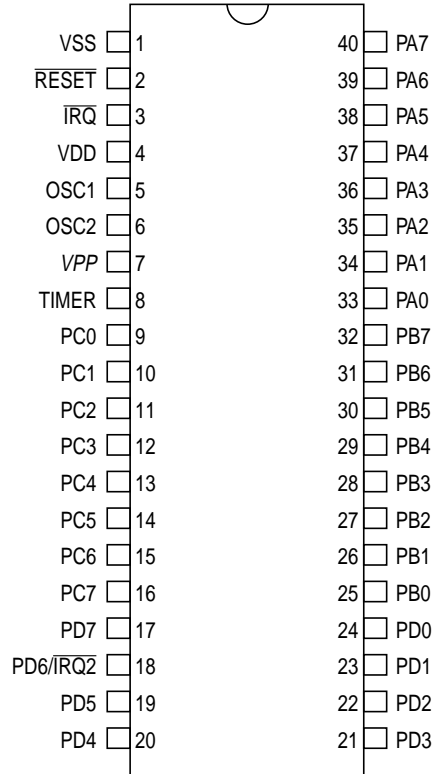 VSS 1 40 PA7
RESET 2 39 PA6
IRQ 3 38 PA5
VDD 4 37 PA4
OSC1 5 36 PA3
OSC2 6 35 PA2
VPP 7 34 PA1
TIMER 8 33 PA0
PC0 9 32 PB7
PC1 10 31 PB6
PC2 11 30 PB5
PC3 12 29 PB4
PC4 13 28 PB3
PC5 14 27 PB2
PC6 15 26 PB1
PC7 16 25 PB0
PD7 17 24 PD0
PD6/IRQ2 18 23 PD1
PD5 19 22 PD2
PD4 20 21 PD3